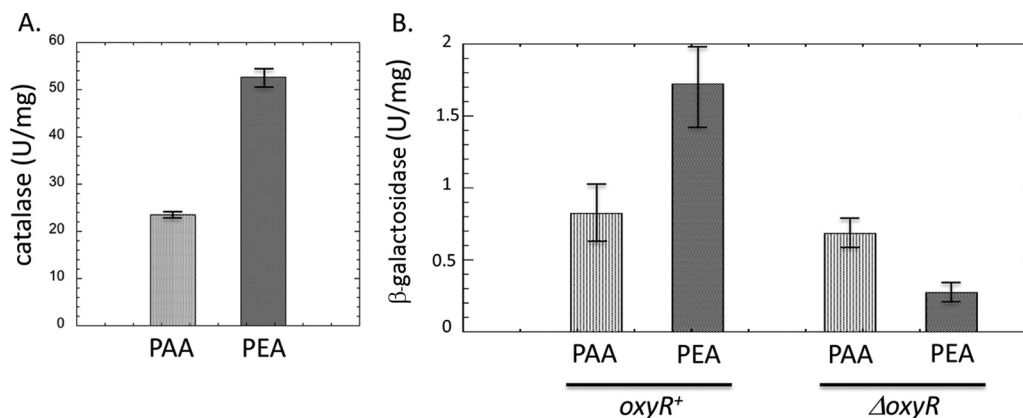 A.
catalase (U/mg)
60
50
40
30
20
10
0
PAA PEA
B.
β-galactosidase (U/mg)
2
1.5
1
0.5
0
PAA PEA PAA PEA
oxyR⁺ ΔoxyR